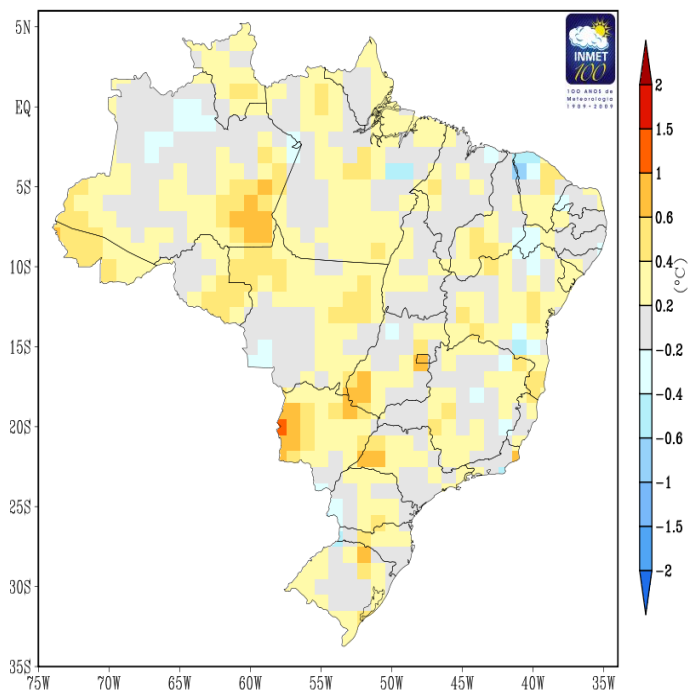 5N
EQ
5S
10S
15S
20S
25S
30S
35S
75W 70W 65W 60W 55W 50W 45W 40W 35W
INMET
100
100 ANOS de
Meteorologia
1909-2009
2
1.5
1
0.6
0.4
0.2
-0.2
-0.4
-0.6
-1
-1.5
-2
(°C)